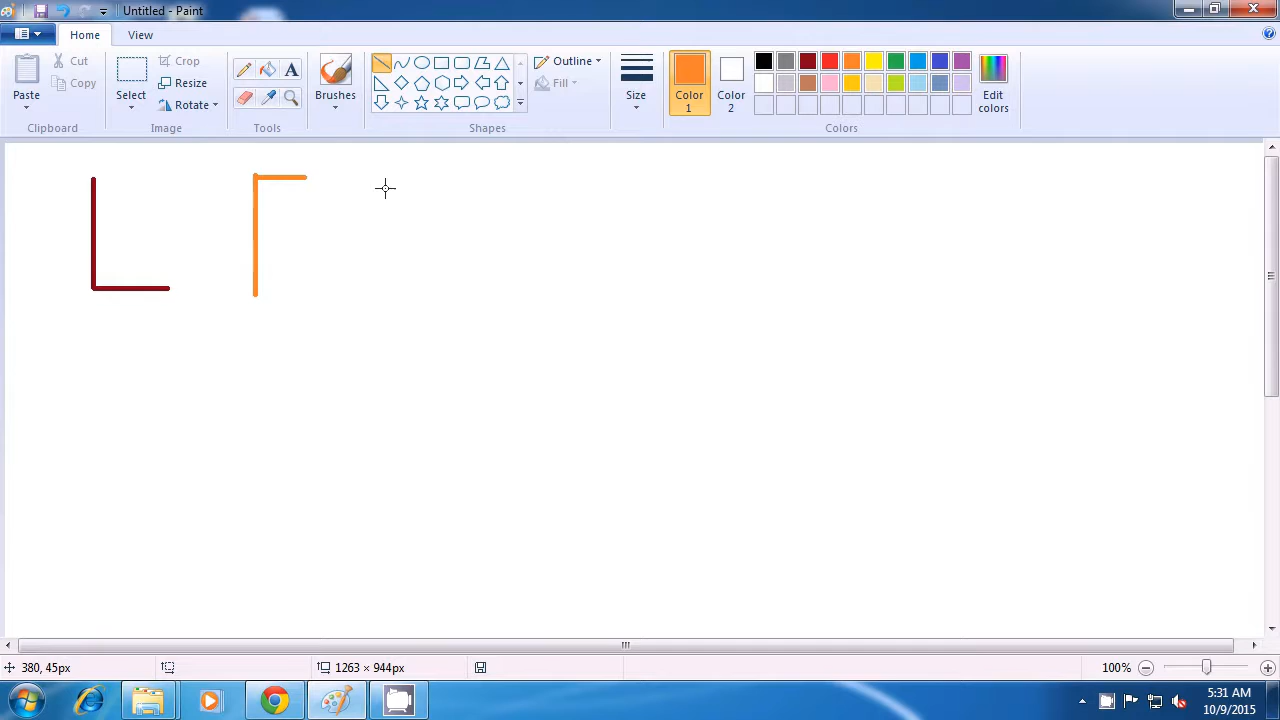 Untitled - Paint
Home View
Paste
Cut
Copy
Clipboard
Select
Crop
Resize
Rotate
Image
A
Tools
Brushes
Shapes
Outline
Fill
Size
Color
1
Color
2
Edit
colors
Colors
L
380, 45px
1263 × 944px
100%
5:31 AM
10/9/2015